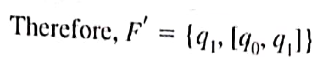 Therefore, F′ = {q₁, [q₀, q₁]}